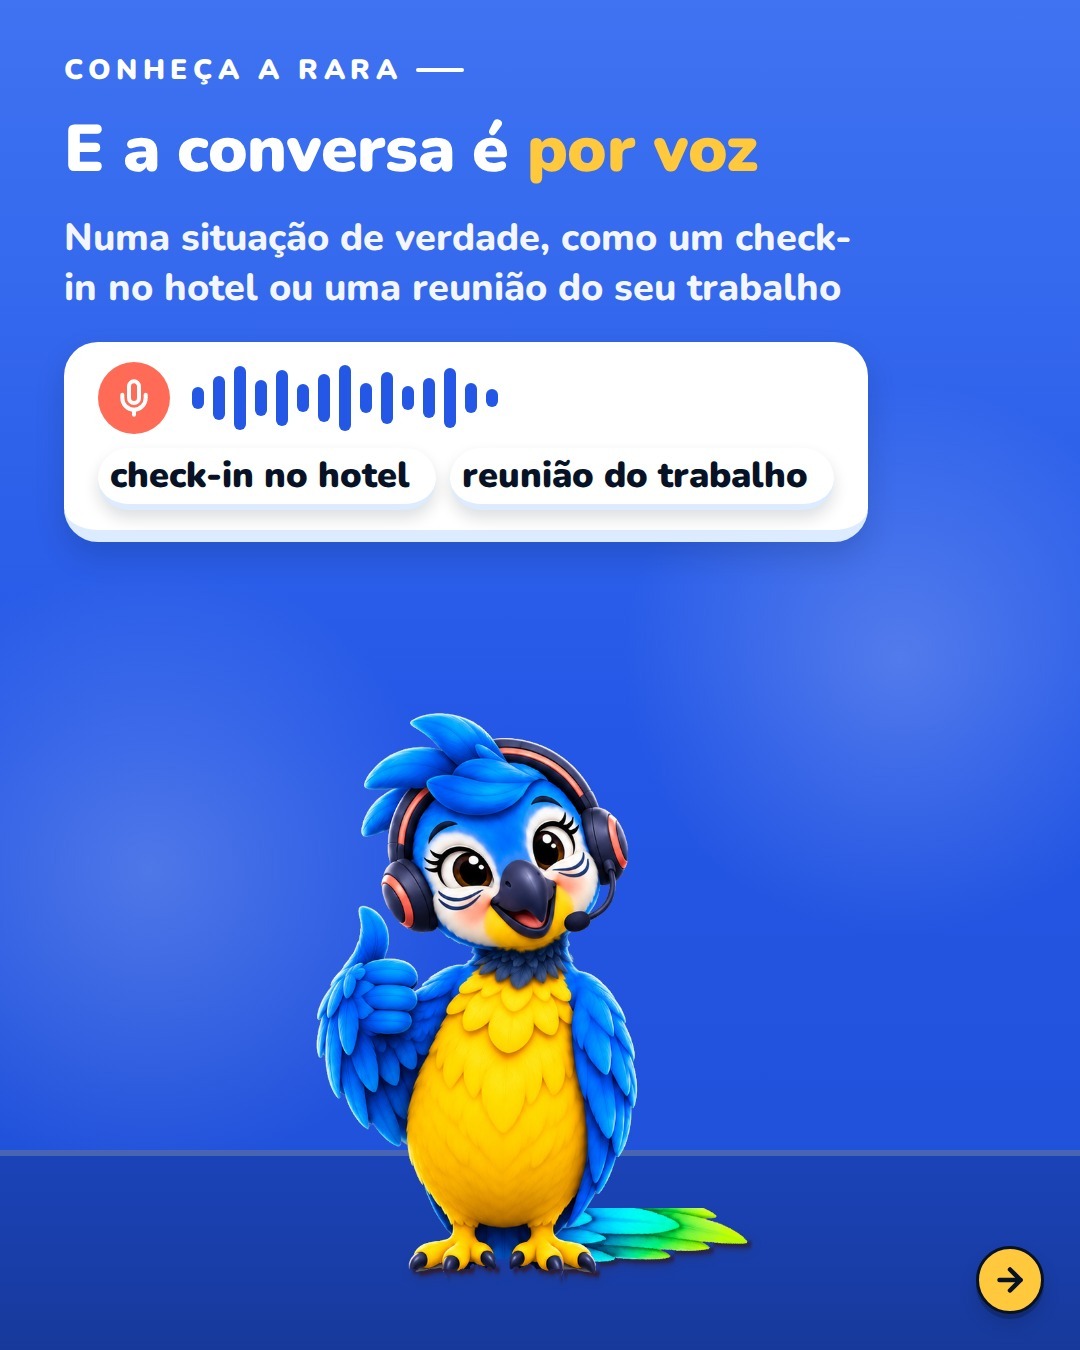 CONHEÇA A RARA —
E a conversa é por voz
Numa situação de verdade, como um check-
in no hotel ou uma reunião do seu trabalho
check-in no hotel
reunião do trabalho